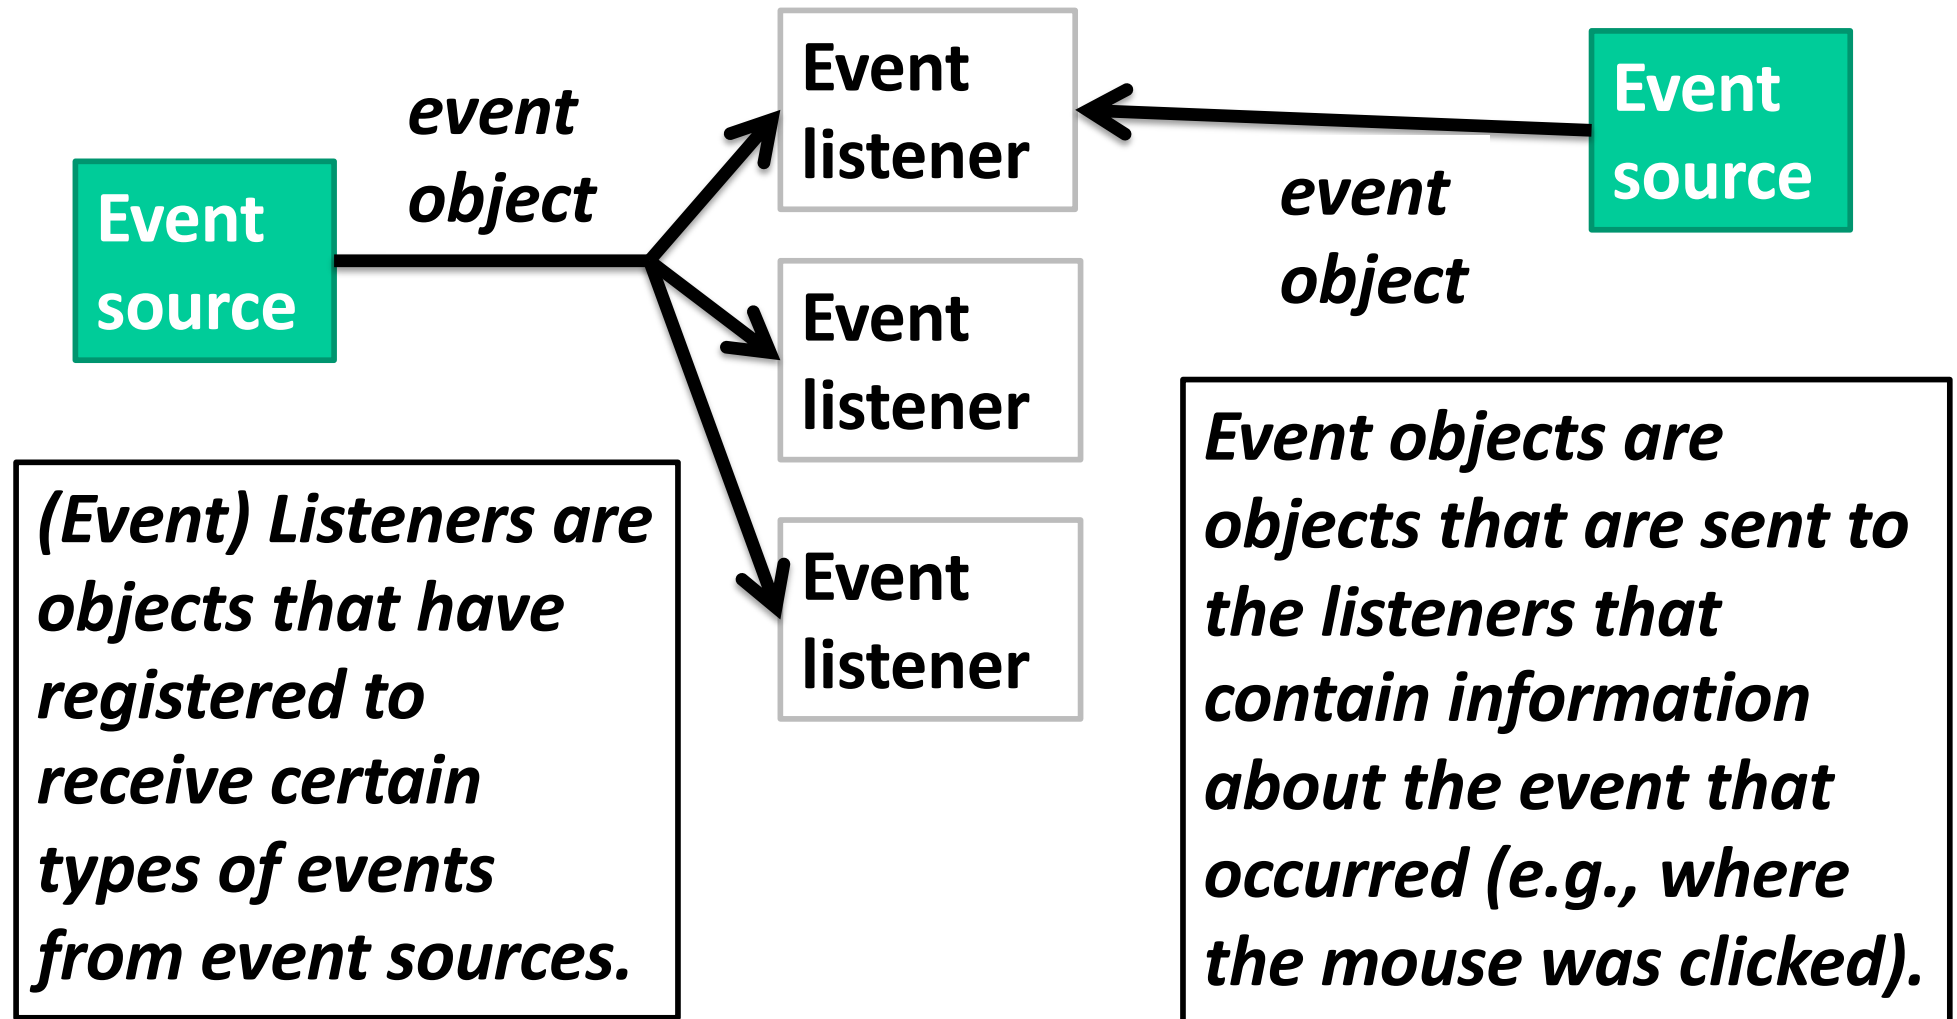 Event
source
event
object
Event
listener
Event
listener
Event
listener
event
object
Event
source
(Event) Listeners are
objects that have
registered to
receive certain
types of events
from event sources.
Event objects are
objects that are sent to
the listeners that
contain information
about the event that
occurred (e.g., where
the mouse was clicked).